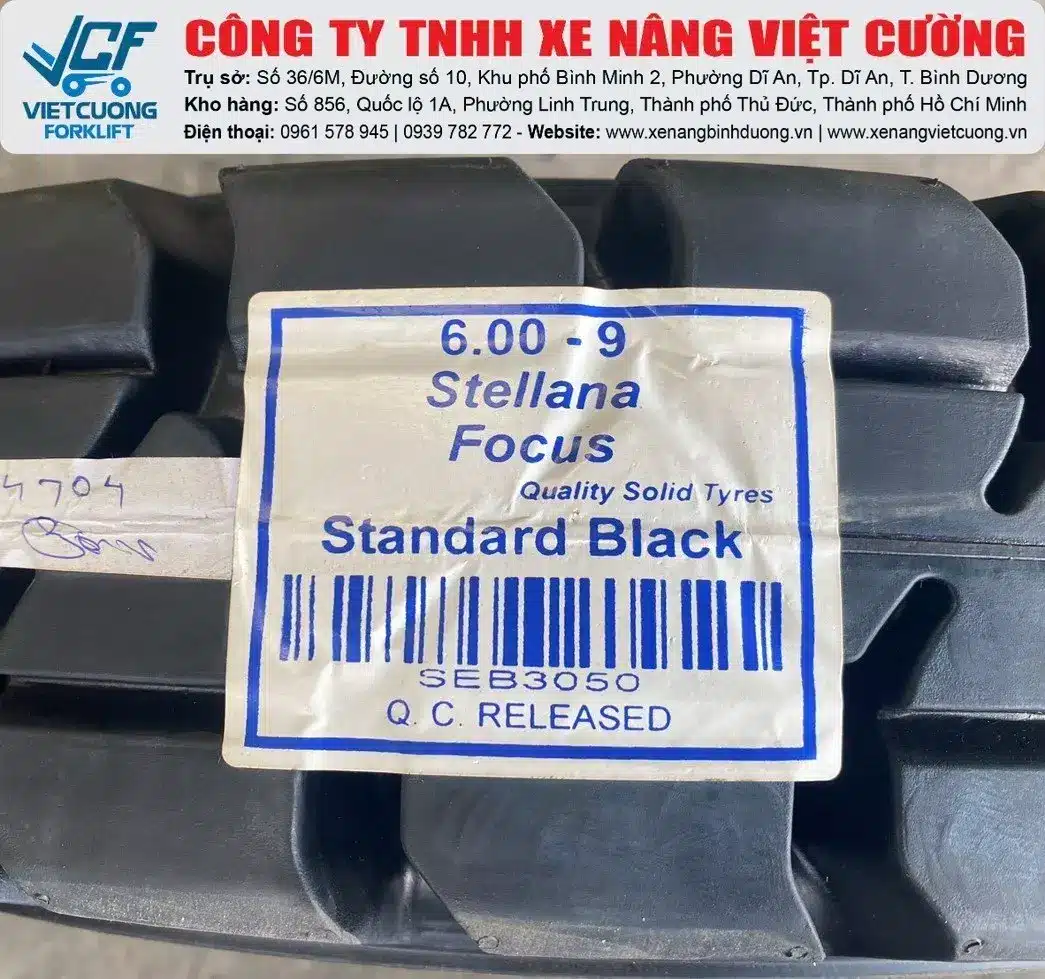 VCF
VIETCUONG
FORKLIFT
CÔNG TY TNHH XE NÂNG VIỆT CƯỜNG
Trụ sở: Số 36/6M, Đường số 10, Khu phố Bình Minh 2, Phường Dĩ An, Tp. Dĩ An, T. Bình Dương
Kho hàng: Số 856, Quốc lộ 1A, Phường Linh Trung, Thành phố Thủ Đức, Thành phố Hồ Chí Minh
Điện thoại: 0961 578 945 | 0939 782 772 - Website: www.xenangbinhduong.vn | www.xenangvietcuong.vn
6.00 - 9
Stellana
Focus
Quality Solid Tyres
Standard Black
SEB3050
Q. C. RELEASED
4704